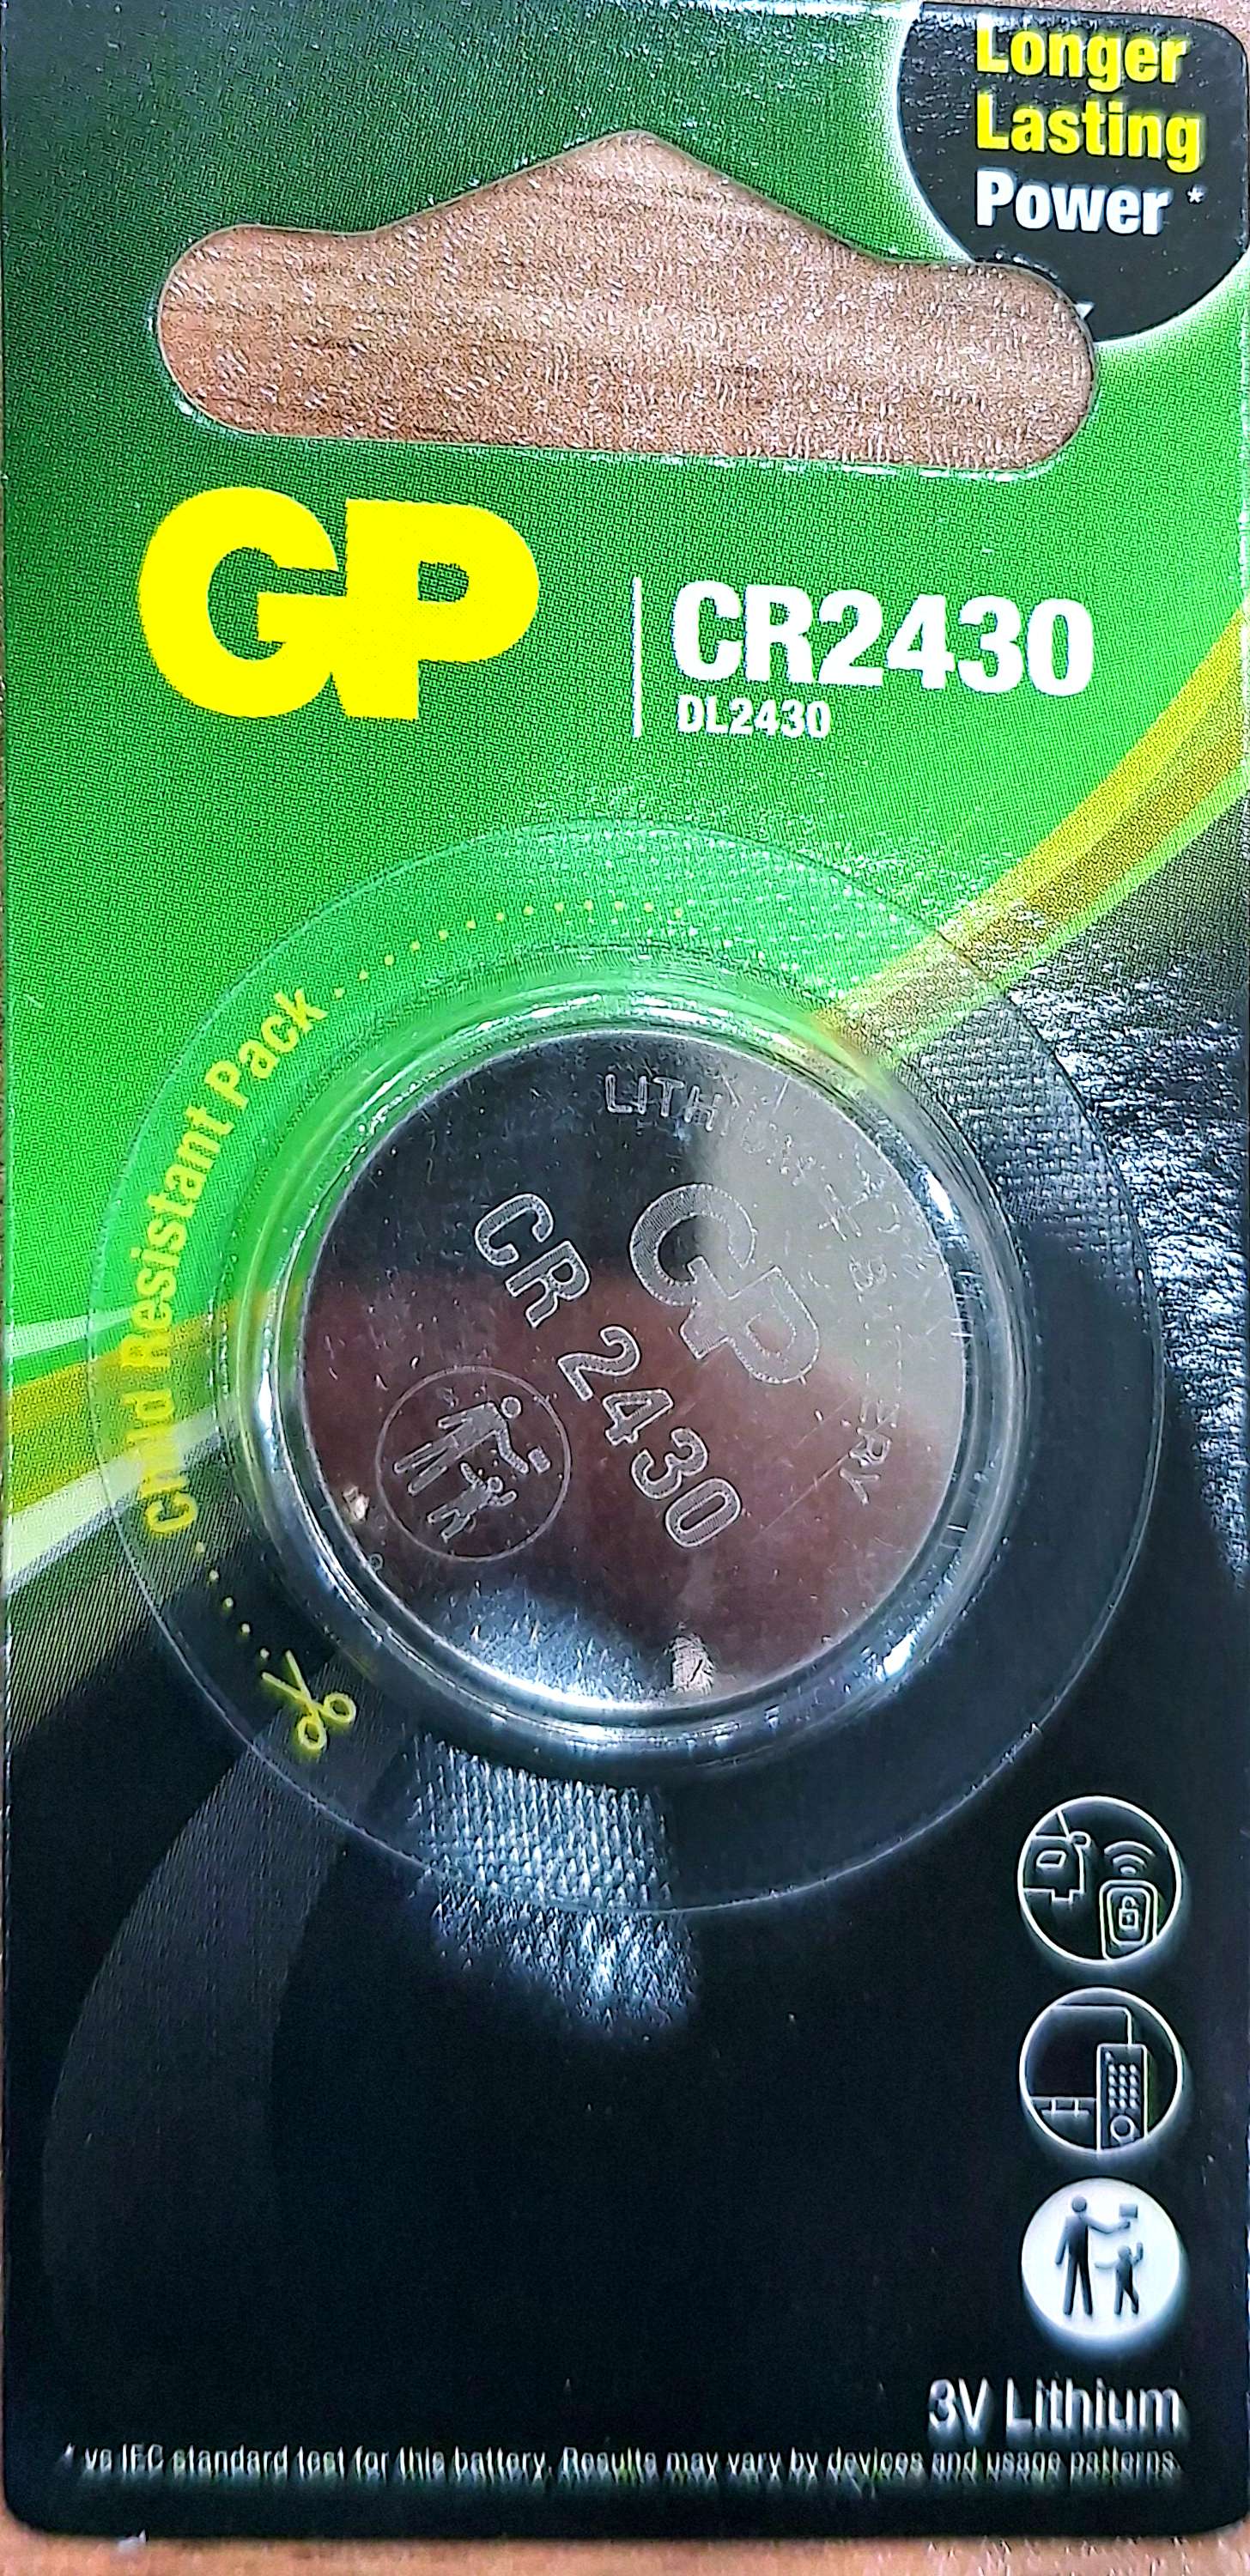 Longer
Lasting
Power*
GP
CR2430
DL2430
Child Resistant Pack
LITHIUM
GP
CR 2430
3V Lithium
* vs IEC standard test for this battery. Results may vary by devices and usage patterns.